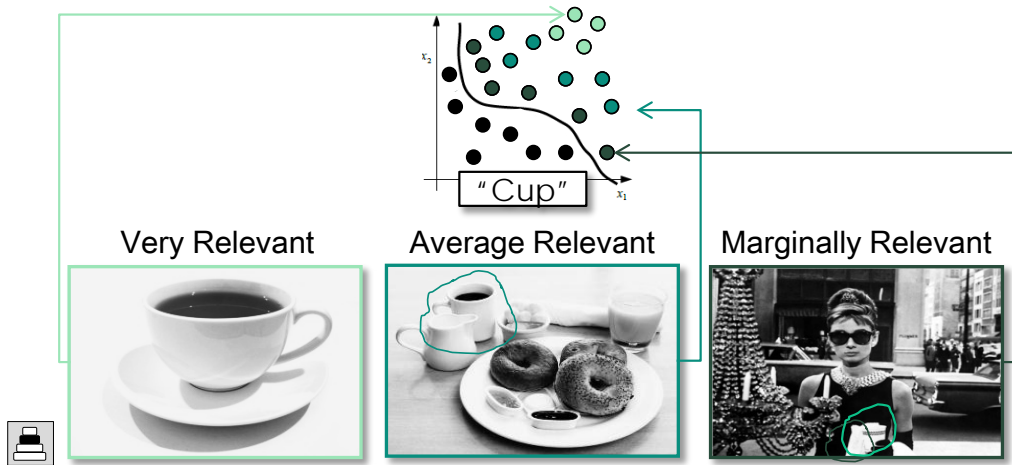 x₂
"Cup"
x₁
Very Relevant
Average Relevant
Marginally Relevant